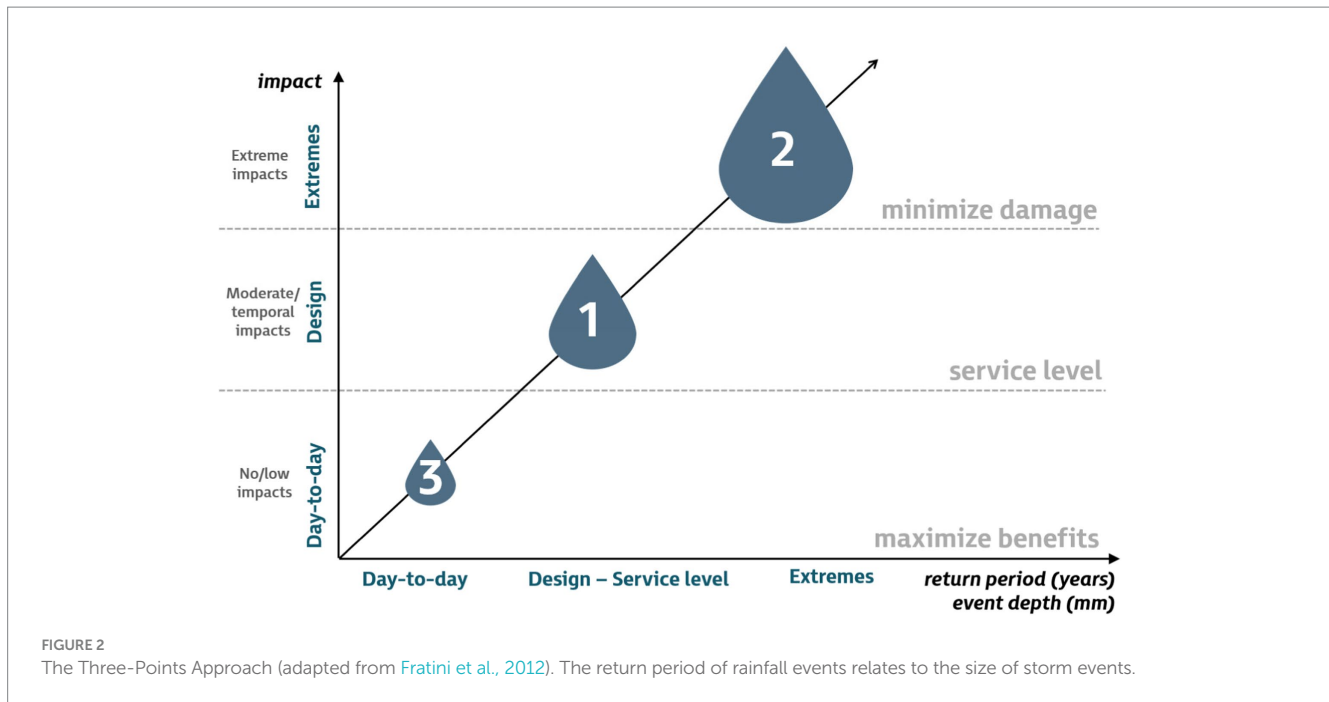 impact
Extreme
impacts
Extremes
2
minimize damage
Moderate/
temporal
impacts
Design
1
service level
No/low
impacts
Day-to-day
3
maximize benefits
Day-to-day
Design – Service level
Extremes
return period (years)
event depth (mm)
FIGURE 2
The Three-Points Approach (adapted from Fratini et al., 2012). The return period of rainfall events relates to the size of storm events.